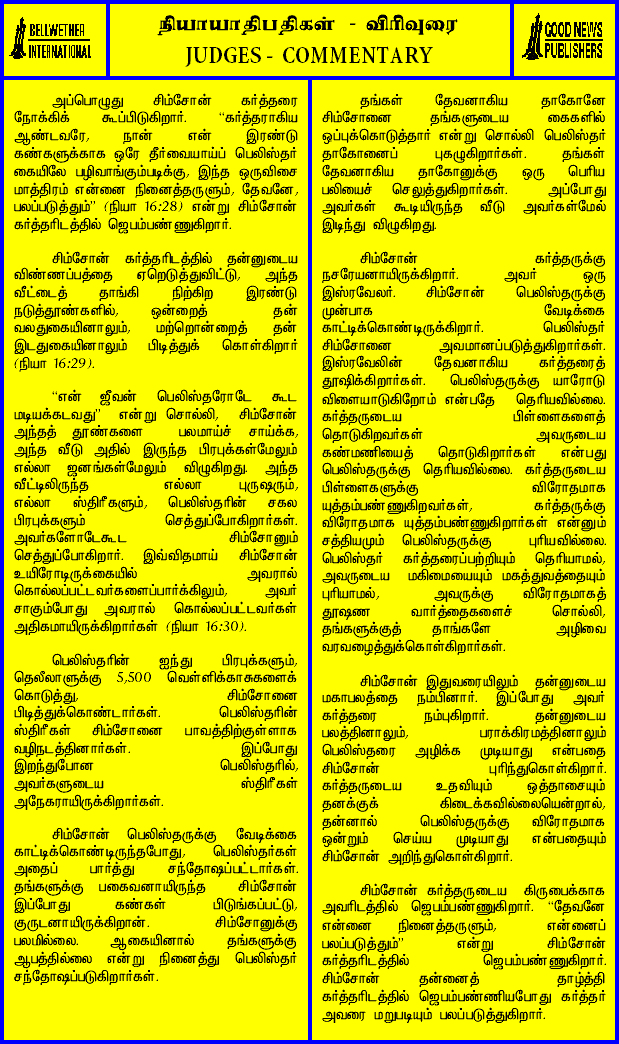 BELLWETHER
INTERNATIONAL
நியாயாதிபதிகள் - விரிவுரை
JUDGES - COMMENTARY
GOOD NEWS
PUBLISHERS
அப்பொழுது சிம்சோன் கர்த்தரை
நோக்கிக் கூப்பிடுகிறார். “கர்த்தராகிய
ஆண்டவரே, நான் என் இரண்டு
கண்களுக்காக ஒரே தீர்வையாய்ப் பெலிஸ்தர்
கையிலே பழிவாங்கும்படிக்கு, இந்த ஒருவிசை
மாத்திரம் என்னை நினைத்தருளும், தேவனே,
பலப்படுத்தும்” (நியா 16:28) என்று சிம்சோன்
கர்த்தரிடத்தில் ஜெபம்பண்ணுகிறார்.
சிம்சோன் கர்த்தரிடத்தில் தன்னுடைய
விண்ணப்பத்தை ஏறெடுத்துவிட்டு, அந்த
வீட்டைத் தாங்கி நிற்கிற இரண்டு
நடுத்தூண்களில், ஒன்றைத் தன்
வலதுகையினாலும், மற்றொன்றைத் தன்
இடதுகையினாலும் பிடித்துக் கொள்கிறார்
(நியா 16:29).
“என் ஜீவன் பெலிஸ்தரோடே கூட
மடியக்கடவது” என்று சொல்லி, சிம்சோன்
அந்தத் தூண்களை பலமாய்ச் சாய்க்க,
அந்த வீடு அதில் இருந்த பிரபுக்கள்மேலும்
எல்லா ஜனங்கள்மேலும் விழுகிறது. அந்த
வீட்டிலிருந்த எல்லா புருஷரும்,
எல்லா ஸ்திரீகளும், பெலிஸ்தரின் சகல
பிரபுக்களும் செத்துப்போகிறார்கள்.
அவர்களோடேகூட சிம்சோனும்
செத்துப்போகிறார். இவ்விதமாய் சிம்சோன்
உயிரோடிருக்கையில் அவரால்
கொல்லப்பட்டவர்களைப்பார்க்கிலும், அவர்
சாகும்போது அவரால் கொல்லப்பட்டவர்கள்
அதிகமாயிருக்கிறார்கள் (நியா 16:30).
பெலிஸ்தரின் ஐந்து பிரபுக்களும்,
தெலீலாளுக்கு 5,500 வெள்ளிக்காசுகளைக்
கொடுத்து, சிம்சோனை
பிடித்துக்கொண்டார்கள். பெலிஸ்தரின்
ஸ்திரீகள் சிம்சோனை பாவத்திற்குள்ளாக
வழிநடத்தினார்கள். இப்போது
இறந்துபோன பெலிஸ்தரில்,
அவர்களுடைய ஸ்திரீகள்
அநேகராயிருக்கிறார்கள்.
சிம்சோன் பெலிஸ்தருக்கு வேடிக்கை
காட்டிக்கொண்டிருந்தபோது, பெலிஸ்தர்கள்
அதைப் பார்த்து சந்தோஷப்பட்டார்கள்.
தங்களுக்கு பகைவனாயிருந்த சிம்சோன்
இப்போது கண்கள் பிடுங்கப்பட்டு,
குருடனாயிருக்கிறான். சிம்சோனுக்கு
பலமில்லை. ஆகையினால் தங்களுக்கு
ஆபத்தில்லை என்று நினைத்து பெலிஸ்தர்
சந்தோஷப்படுகிறார்கள்.
தங்கள் தேவனாகிய தாகோனே
சிம்சோனை தங்களுடைய கைகளில்
ஒப்புக்கொடுத்தார் என்று சொல்லி பெலிஸ்தர்
தாகோனைப் புகழுகிறார்கள். தங்கள்
தேவனாகிய தாகோனுக்கு ஒரு பெரிய
பலியைச் செலுத்துகிறார்கள். அப்போது
அவர்கள் கூடியிருந்த வீடு அவர்கள்மேல்
இடிந்து விழுகிறது.
சிம்சோன் கர்த்தருக்கு
நசரேயனாயிருக்கிறார். அவர் ஒரு
இஸ்ரவேலர். சிம்சோன் பெலிஸ்தருக்கு
முன்பாக வேடிக்கை
காட்டிக்கொண்டிருக்கிறார். பெலிஸ்தர்
சிம்சோனை அவமானப்படுத்துகிறார்கள்.
இஸ்ரவேலின் தேவனாகிய கர்த்தரைத்
தூஷிக்கிறார்கள். பெலிஸ்தருக்கு யாரோடு
விளையாடுகிறோம் என்பதே தெரியவில்லை.
கர்த்தருடைய பிள்ளைகளைத்
தொடுகிறவர்கள் அவருடைய
கண்மணியைத் தொடுகிறார்கள் என்பது
பெலிஸ்தருக்கு தெரியவில்லை. கர்த்தருடைய
பிள்ளைகளுக்கு விரோதமாக
யுத்தம்பண்ணுகிறவர்கள், கர்த்தருக்கு
விரோதமாக யுத்தம்பண்ணுகிறார்கள் என்னும்
சத்தியமும் பெலிஸ்தருக்கு புரியவில்லை.
பெலிஸ்தர் கர்த்தரைப்பற்றியும் தெரியாமல்,
அவருடைய மகிமையையும் மகத்துவத்தையும்
புரியாமல், அவருக்கு விரோதமாகத்
தூஷண வார்த்தைகளைச் சொல்லி,
தங்களுக்குத் தாங்களே அழிவை
வரவழைத்துக்கொள்கிறார்கள்.
சிம்சோன் இதுவரையிலும் தன்னுடைய
மகாபலத்தை நம்பினார். இப்போது அவர்
கர்த்தரை நம்புகிறார். தன்னுடைய
பலத்தினாலும், பராக்கிரமத்தினாலும்
பெலிஸ்தரை அழிக்க முடியாது என்பதை
சிம்சோன் புரிந்துகொள்கிறார்.
கர்த்தருடைய உதவியும் ஒத்தாசையும்
தனக்குக் கிடைக்கவில்லையென்றால்,
தன்னால் பெலிஸ்தருக்கு விரோதமாக
ஒன்றும் செய்ய முடியாது என்பதையும்
சிம்சோன் அறிந்துகொள்கிறார்.
சிம்சோன் கர்த்தருடைய கிருபைக்காக
அவரிடத்தில் ஜெபம்பண்ணுகிறார். “தேவனே
என்னை நினைத்தருளும், என்னைப்
பலப்படுத்தும்” என்று சிம்சோன்
கர்த்தரிடத்தில் ஜெபம்பண்ணுகிறார்.
சிம்சோன் தன்னைத் தாழ்த்தி
கர்த்தரிடத்தில் ஜெபம்பண்ணியபோது கர்த்தர்
அவரை மறுபடியும் பலப்படுத்துகிறார்.